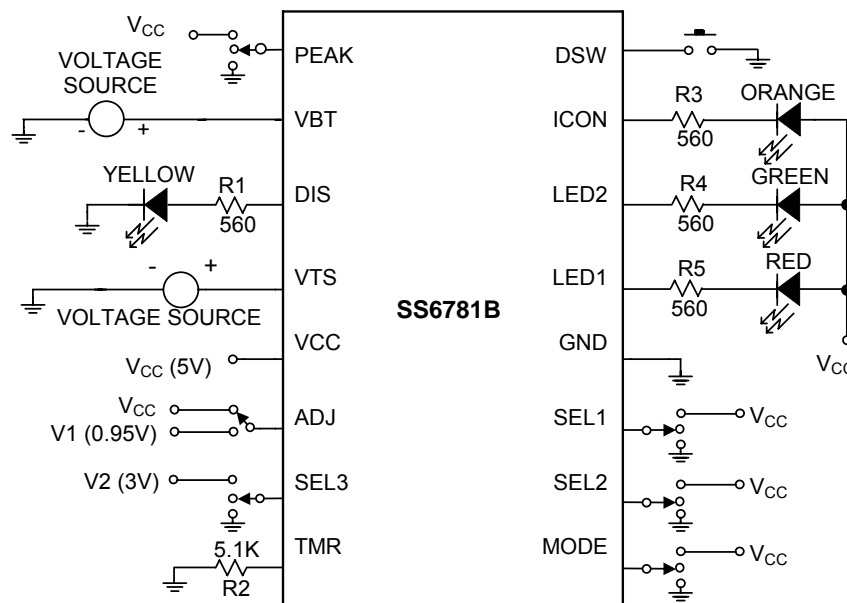 VCC
PEAK
DSW
VOLTAGE
SOURCE
- +
VBT
ICON
R3
560
ORANGE
YELLOW
R1
560
DIS
LED2
R4
560
GREEN
- +
VOLTAGE SOURCE
VTS
LED1
R5
560
RED
SS6781B
VCC (5V)
VCC
GND
VCC
VCC
V1 (0.95V)
ADJ
SEL1
VCC
V2 (3V)
SEL3
SEL2
VCC
5.1K
R2
TMR
MODE
VCC